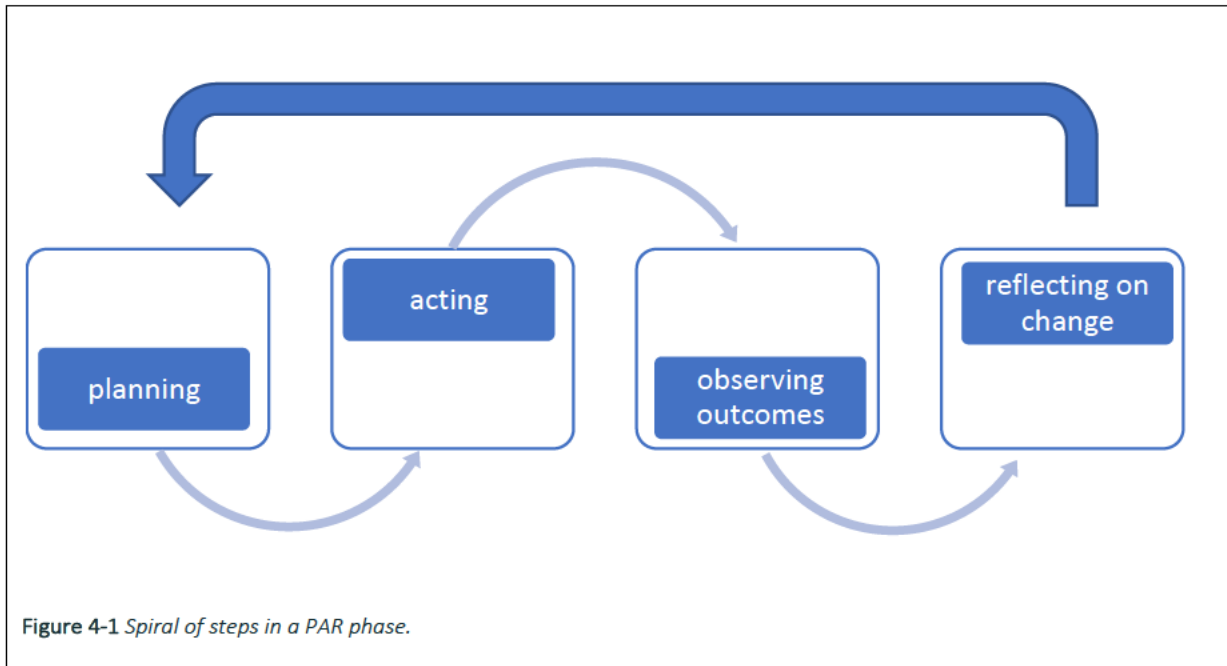 planning
acting
observing
outcomes
reflecting on
change
Figure 4-1 Spiral of steps in a PAR phase.